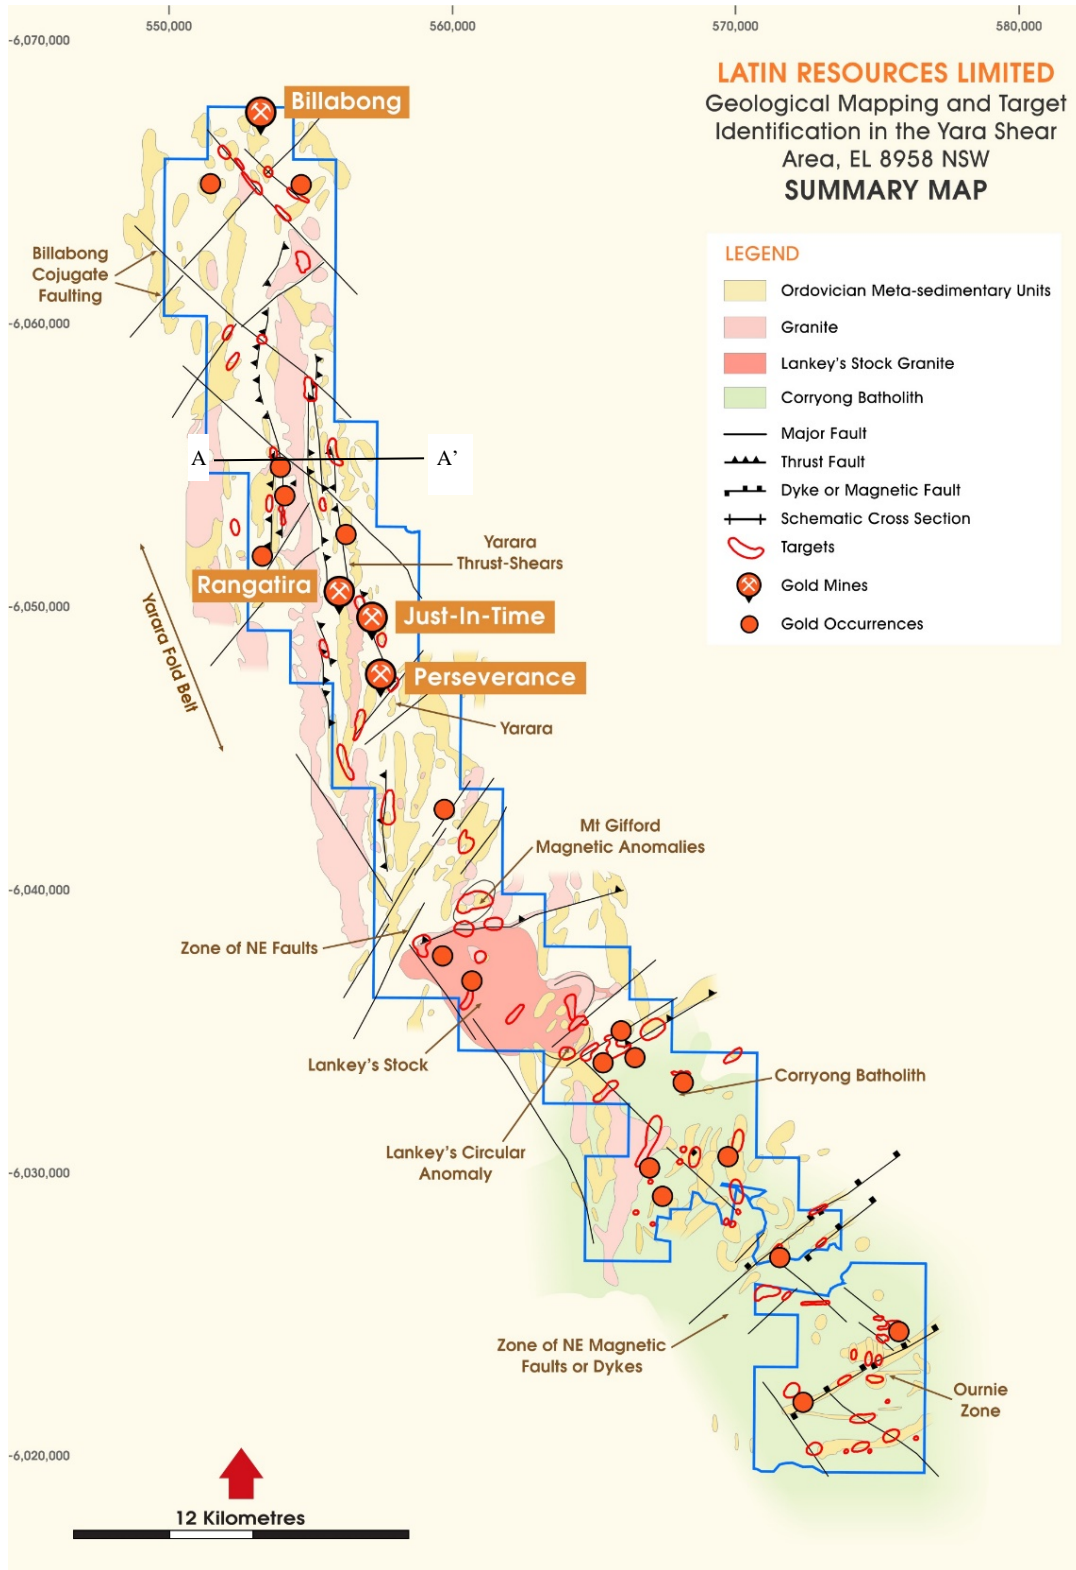 550,000
560,000
570,000
580,000
-6,070,000
LATIN RESOURCES LIMITED
Geological Mapping and Target
Identification in the Yara Shear
Area, EL 8958 NSW
SUMMARY MAP
Billabong
LEGEND
Ordovician Meta-sedimentary Units
Granite
Lankey's Stock Granite
Corryong Batholith
Major Fault
Thrust Fault
Dyke or Magnetic Fault
Schematic Cross Section
Targets
Gold Mines
Gold Occurrences
Billabong
Cojugate
Faulting
-6,060,000
A
A'
Yarara
Thrust-Shears
Rangatira
-6,050,000
Just-In-Time
Yarara Fold Belt
Perseverance
Yarara
Mt Gifford
Magnetic Anomalies
-6,040,000
Zone of NE Faults
Lankey's Stock
Corryong Batholith
Lankey's Circular
Anomaly
-6,030,000
Zone of NE Magnetic
Faults or Dykes
Ournie
Zone
-6,020,000
12 Kilometres